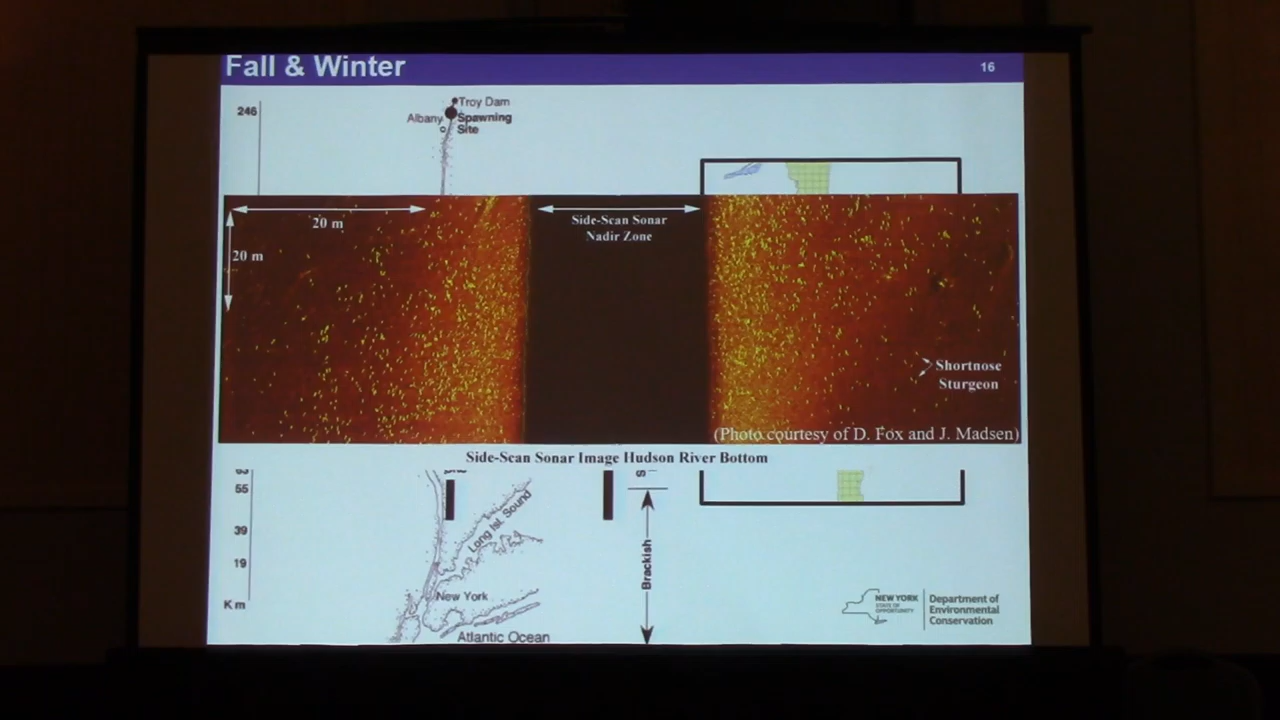 Fall & Winter
16
246
Troy Dam
Albany
Spawning
Site
20 m
Side-Scan Sonar
Nadir Zone
20 m
Shortnose
Sturgeon
(Photo courtesy of D. Fox and J. Madsen)
Side-Scan Sonar Image Hudson River Bottom
55
39
19
Km
Long Isl. Sound
Brackish
New York
Atlantic Ocean
NEW YORK
STATE OF
OPPORTUNITY
Department of
Environmental
Conservation